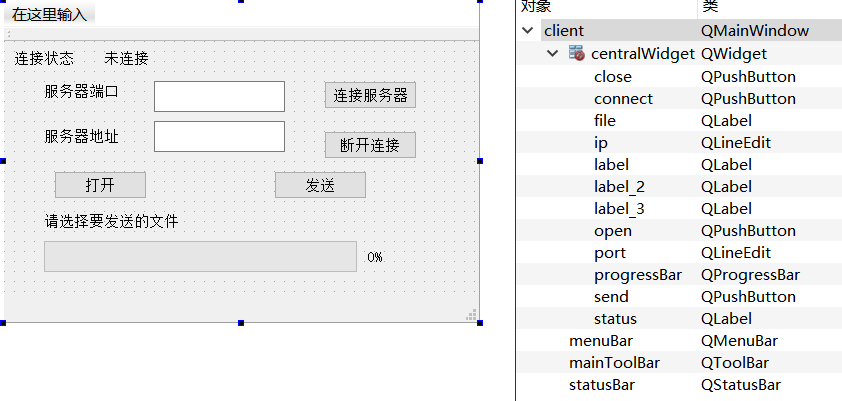 在这里输入
连接状态 未连接
服务器端口 连接服务器
服务器地址 断开连接
打开 发送
请选择要发送的文件
0%
对象 类
client QMainWindow
centralWidget QWidget
close QPushButton
connect QPushButton
file QLabel
ip QLineEdit
label QLabel
label_2 QLabel
label_3 QLabel
open QPushButton
port QLineEdit
progressBar QProgressBar
send QPushButton
status QLabel
menuBar QMenuBar
mainToolBar QToolBar
statusBar QStatusBar